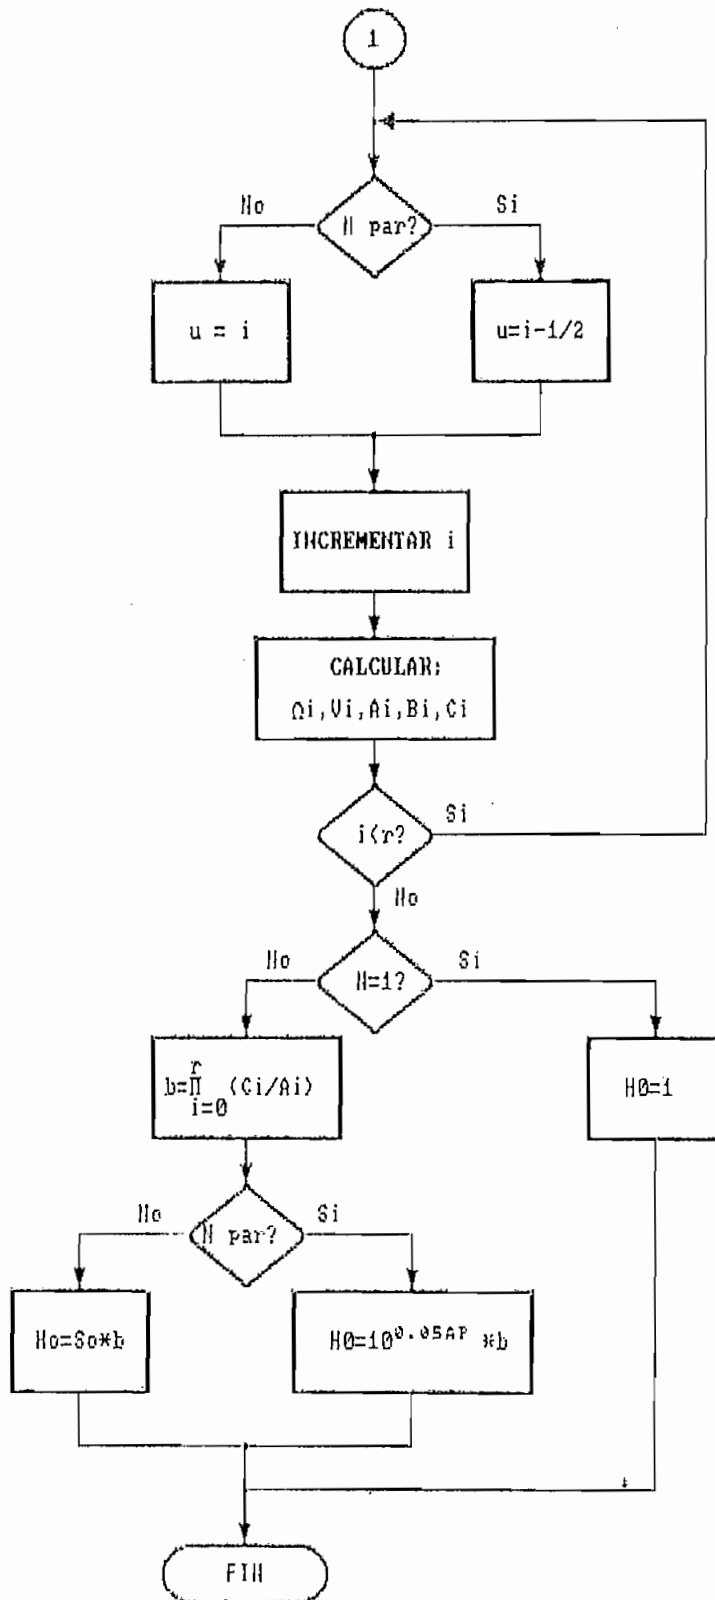 1
N par?
No
Si
u = i
u=i-1/2
INCREMENTAR i
CALCULAR:
Ωi,Vi,Ai,Bi,Ci
i<r?
Si
No
N=1?
No
Si
r
b=Π (Ci/Ai)
i=0
H0=1
N par?
No
Si
Ho=So*b
H0=10^0.05AP *b
FIN